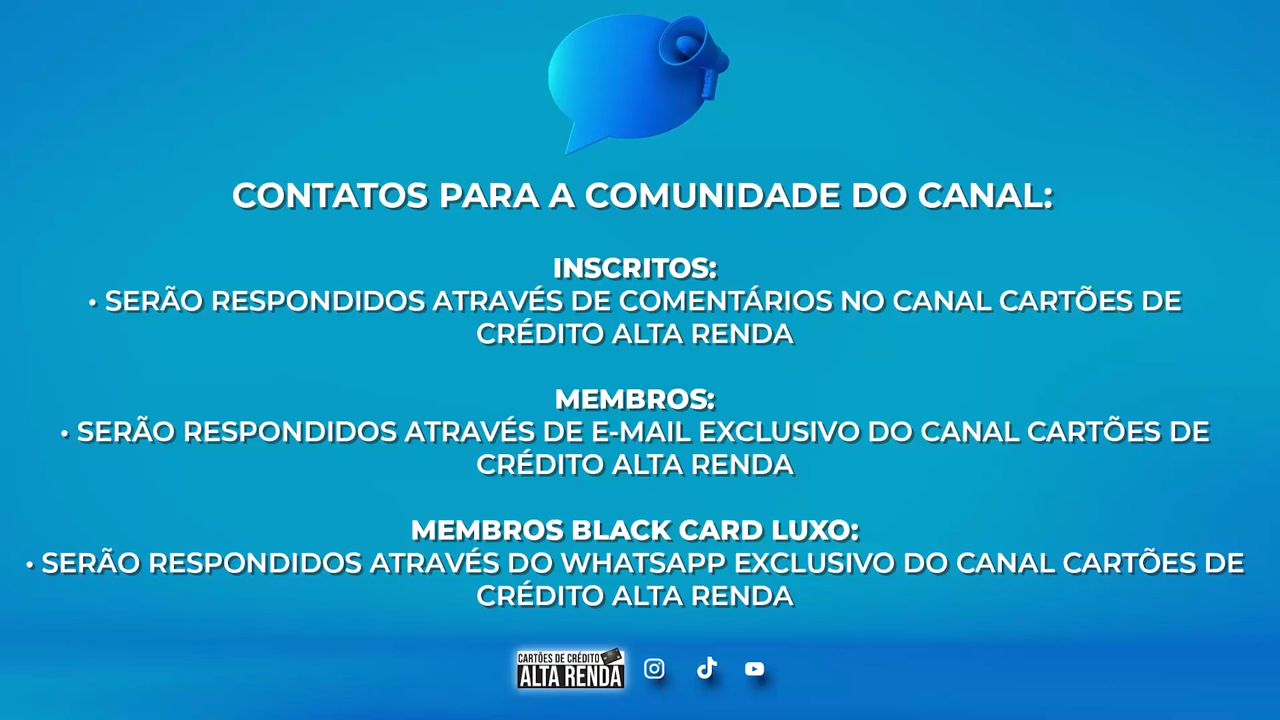 CONTATOS PARA A COMUNIDADE DO CANAL:
INSCRITOS:
• SERÃO RESPONDIDOS ATRAVÉS DE COMENTÁRIOS NO CANAL CARTÕES DE
CRÉDITO ALTA RENDA
MEMBROS:
• SERÃO RESPONDIDOS ATRAVÉS DE E-MAIL EXCLUSIVO DO CANAL CARTÕES DE
CRÉDITO ALTA RENDA
MEMBROS BLACK CARD LUXO:
• SERÃO RESPONDIDOS ATRAVÉS DO WHATSAPP EXCLUSIVO DO CANAL CARTÕES DE
CRÉDITO ALTA RENDA
CARTÕES DE CRÉDITO
ALTA RENDA